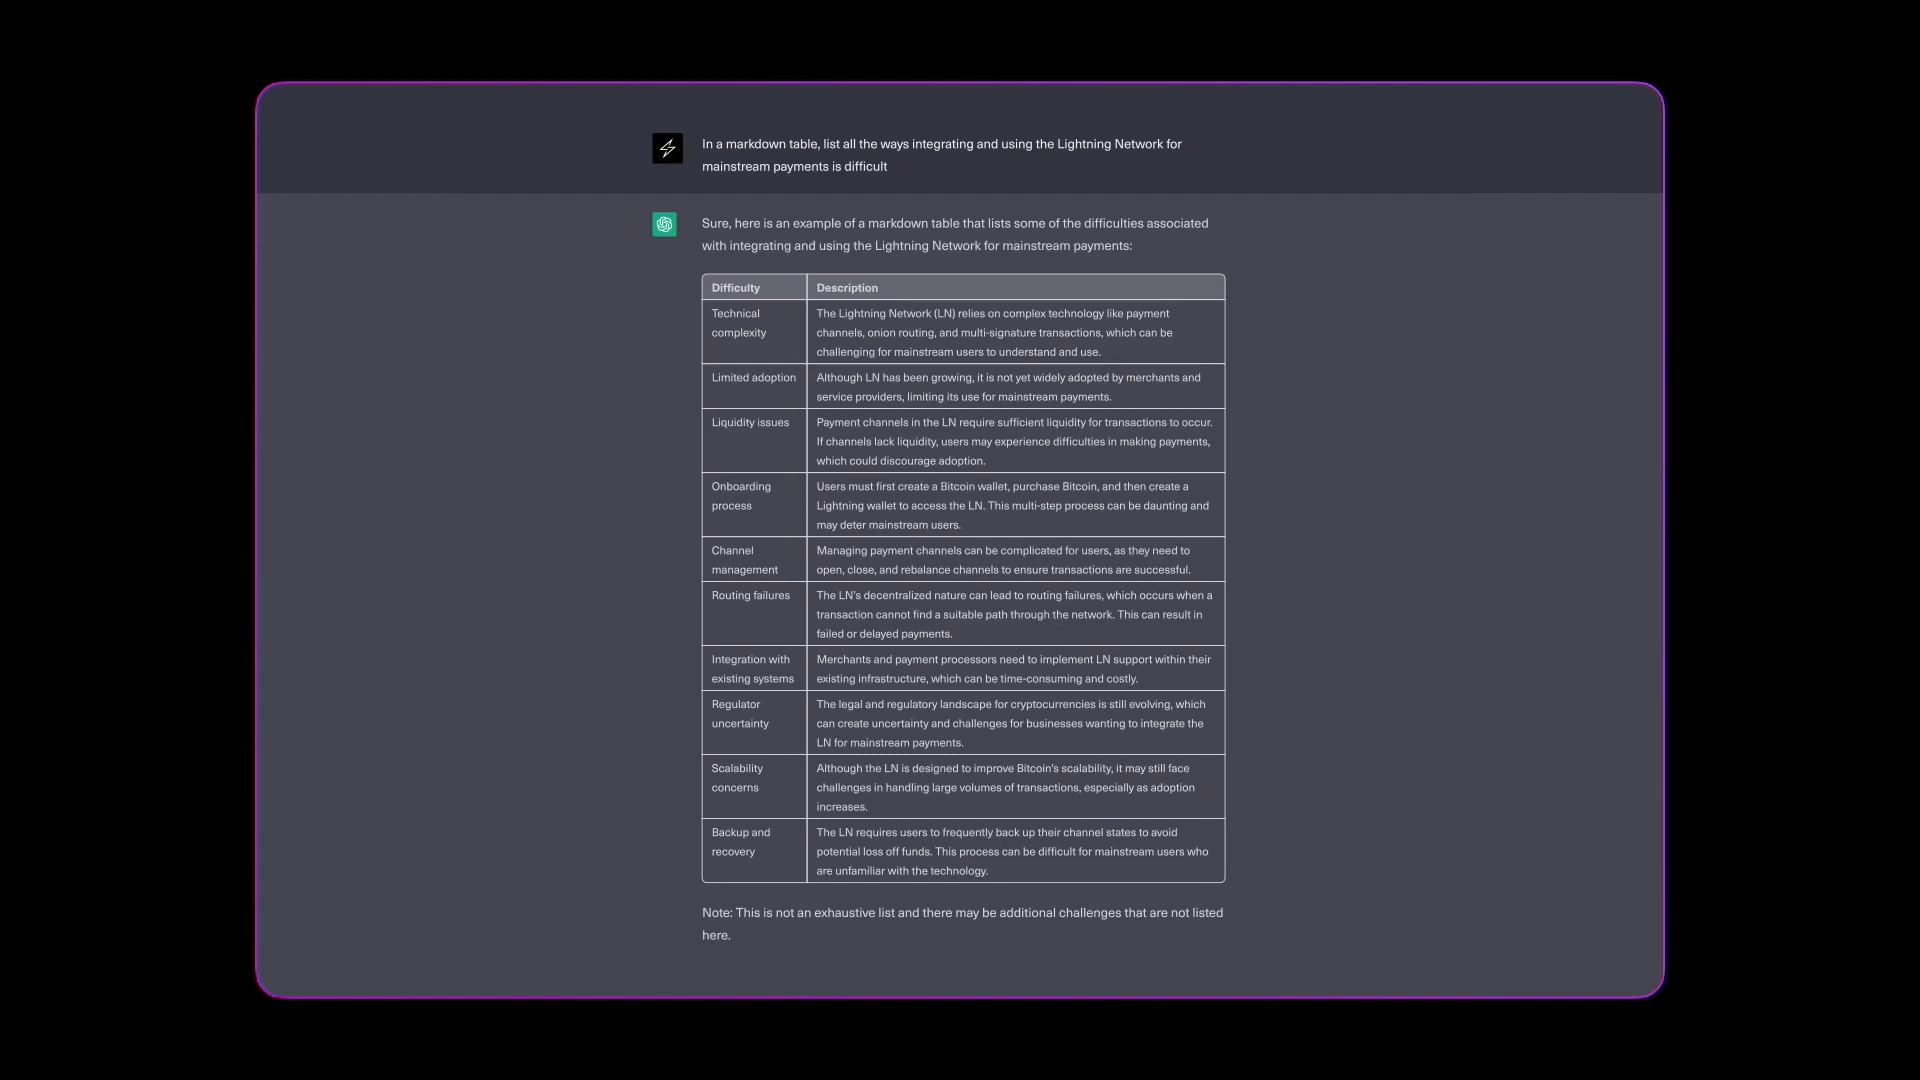 In a markdown table, list all the ways integrating and using the Lightning Network for
mainstream payments is difficult
Sure, here is an example of a markdown table that lists some of the difficulties associated
with integrating and using the Lightning Network for mainstream payments:
Difficulty
Description
Technical
complexity
The Lightning Network (LN) relies on complex technology like payment
channels, onion routing, and multi-signature transactions, which can be
challenging for mainstream users to understand and use.
Limited adoption
Although LN has been growing, it is not yet widely adopted by merchants and
service providers, limiting its use for mainstream payments.
Liquidity issues
Payment channels in the LN require sufficient liquidity for transactions to occur.
If channels lack liquidity, users may experience difficulties in making payments,
which could discourage adoption.
Onboarding
process
Users must first create a Bitcoin wallet, purchase Bitcoin, and then create a
Lightning wallet to access the LN. This multi-step process can be daunting and
may deter mainstream users.
Channel
management
Managing payment channels can be complicated for users, as they need to
open, close, and rebalance channels to ensure transactions are successful.
Routing failures
The LN's decentralized nature can lead to routing failures, which occurs when a
transaction cannot find a suitable path through the network. This can result in
failed or delayed payments.
Integration with
existing systems
Merchants and payment processors need to implement LN support within their
existing infrastructure, which can be time-consuming and costly.
Regulator
uncertainty
The legal and regulatory landscape for cryptocurrencies is still evolving, which
can create uncertainty and challenges for businesses wanting to integrate the
LN for mainstream payments.
Scalability
concerns
Although the LN is designed to improve Bitcoin's scalability, it may still face
challenges in handling large volumes of transactions, especially as adoption
increases.
Backup and
recovery
The LN requires users to frequently back up their channel states to avoid
potential loss off funds. This process can be difficult for mainstream users who
are unfamiliar with the technology.
Note: This is not an exhaustive list and there may be additional challenges that are not listed
here.